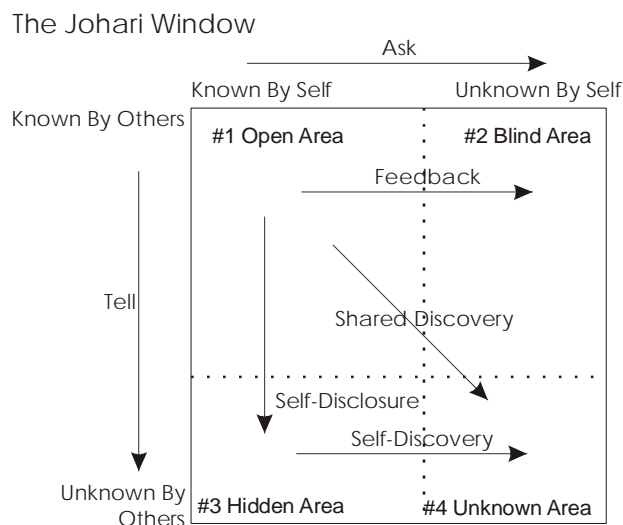 The Johari Window
Ask
Known By Self
Unknown By Self
Known By Others
#1 Open Area
#2 Blind Area
Feedback
Tell
Shared Discovery
Self-Disclosure
Self-Discovery
Unknown By
Others
#3 Hidden Area
#4 Unknown Area